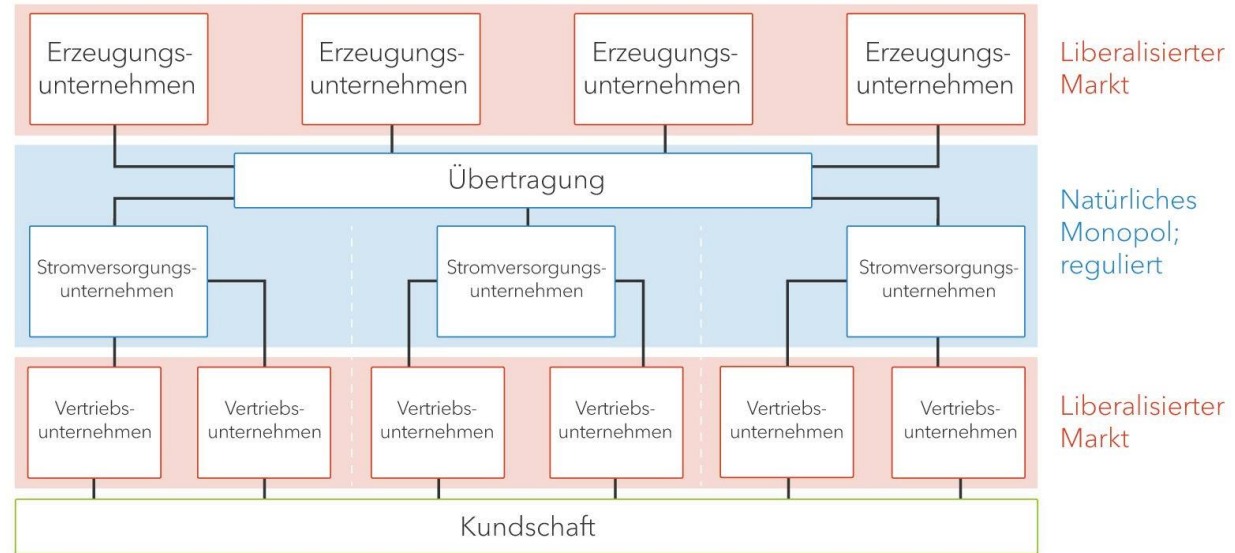 Erzeugungs-
unternehmen
Erzeugungs-
unternehmen
Erzeugungs-
unternehmen
Erzeugungs-
unternehmen
Liberalisierter
Markt
Übertragung
Natürliches
Monopol;
reguliert
Stromversorgungs-
unternehmen
Stromversorgungs-
unternehmen
Stromversorgungs-
unternehmen
Vertriebs-
unternehmen
Vertriebs-
unternehmen
Vertriebs-
unternehmen
Vertriebs-
unternehmen
Vertriebs-
unternehmen
Vertriebs-
unternehmen
Liberalisierter
Markt
Kundschaft